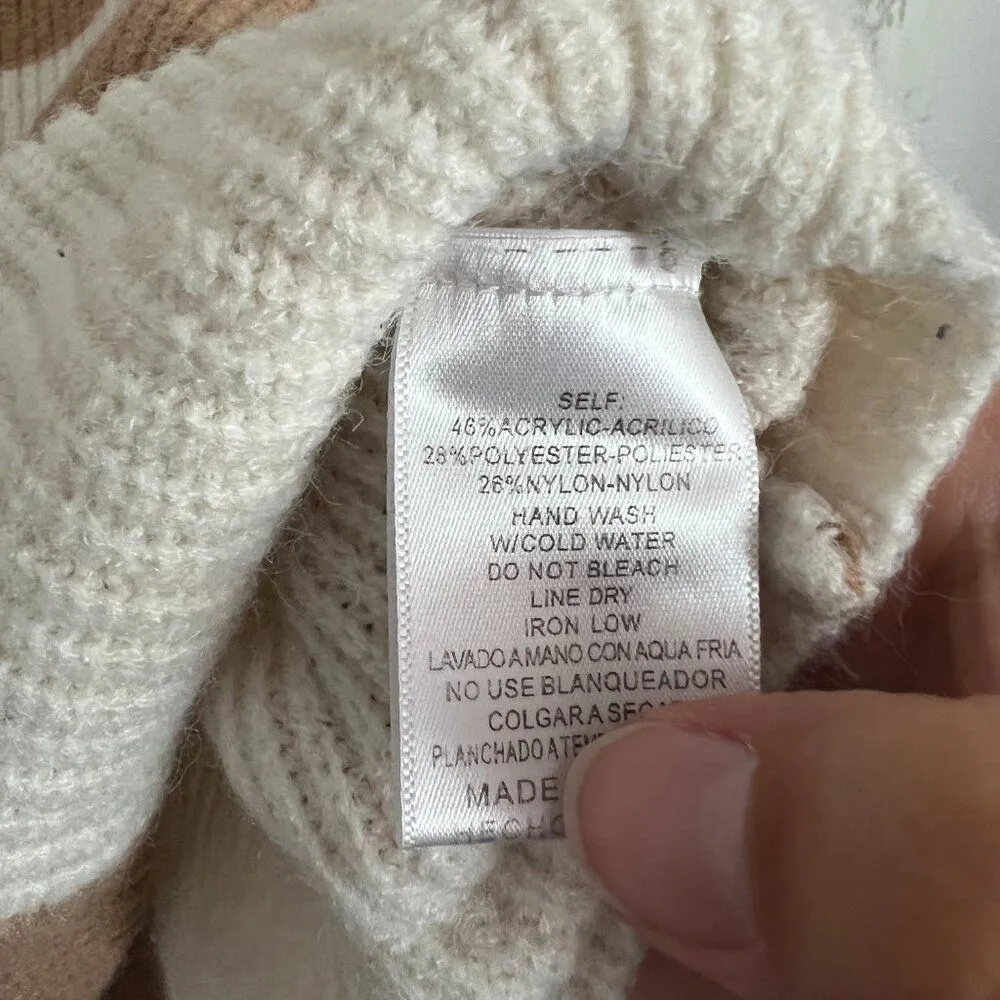 SELF:
46%ACRYLIC-ACRILICO
28%POLYESTER-POLIESTER
26%NYLON-NYLON
HAND WASH
W/COLD WATER
DO NOT BLEACH
LINE DRY
IRON LOW
LAVADO A MANO CON AQUA FRIA
NO USE BLANQUEADOR
COLGAR A
PLANCHADO A
MADE